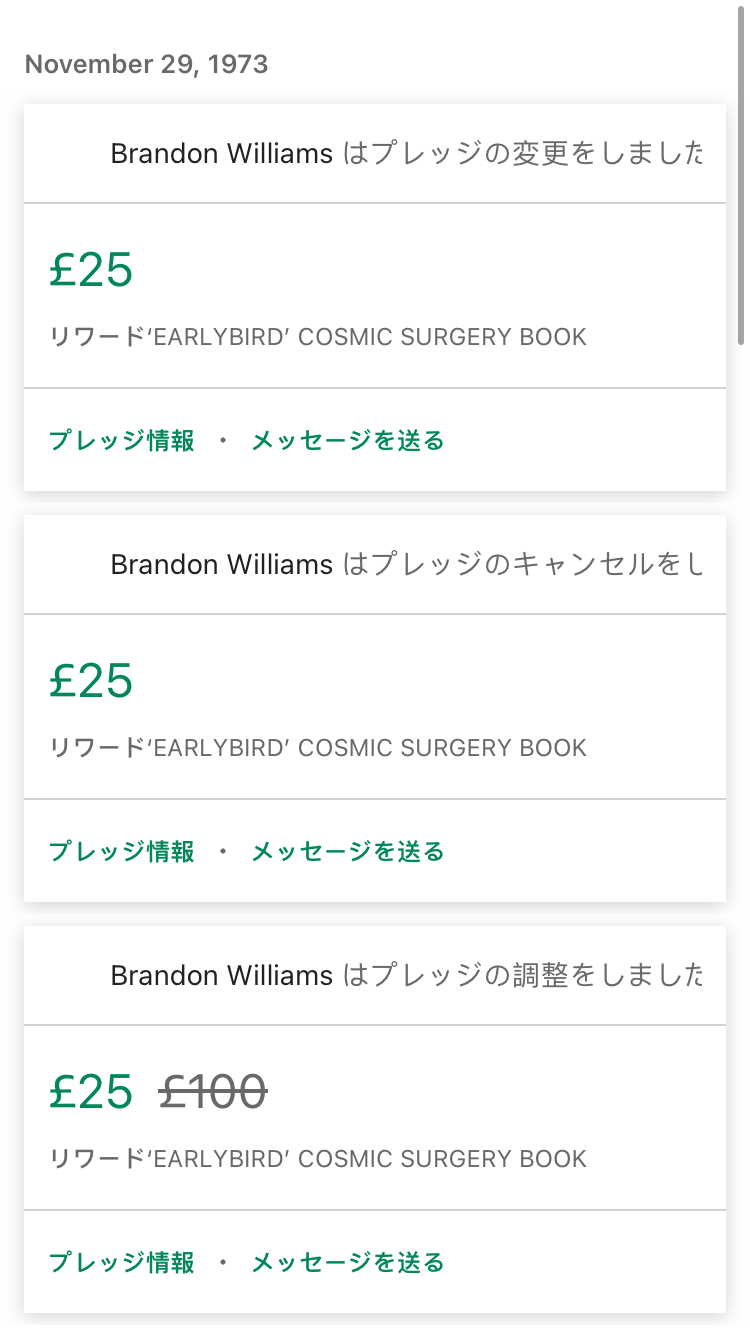 November 29, 1973
Brandon Williams はプレッジの変更をしました
£25
リワード‘EARLYBIRD’ COSMIC SURGERY BOOK
プレッジ情報 ・ メッセージを送る
Brandon Williams はプレッジのキャンセルをし
£25
リワード‘EARLYBIRD’ COSMIC SURGERY BOOK
プレッジ情報 ・ メッセージを送る
Brandon Williams はプレッジの調整をしました
£25 £100
リワード‘EARLYBIRD’ COSMIC SURGERY BOOK
プレッジ情報 ・ メッセージを送る